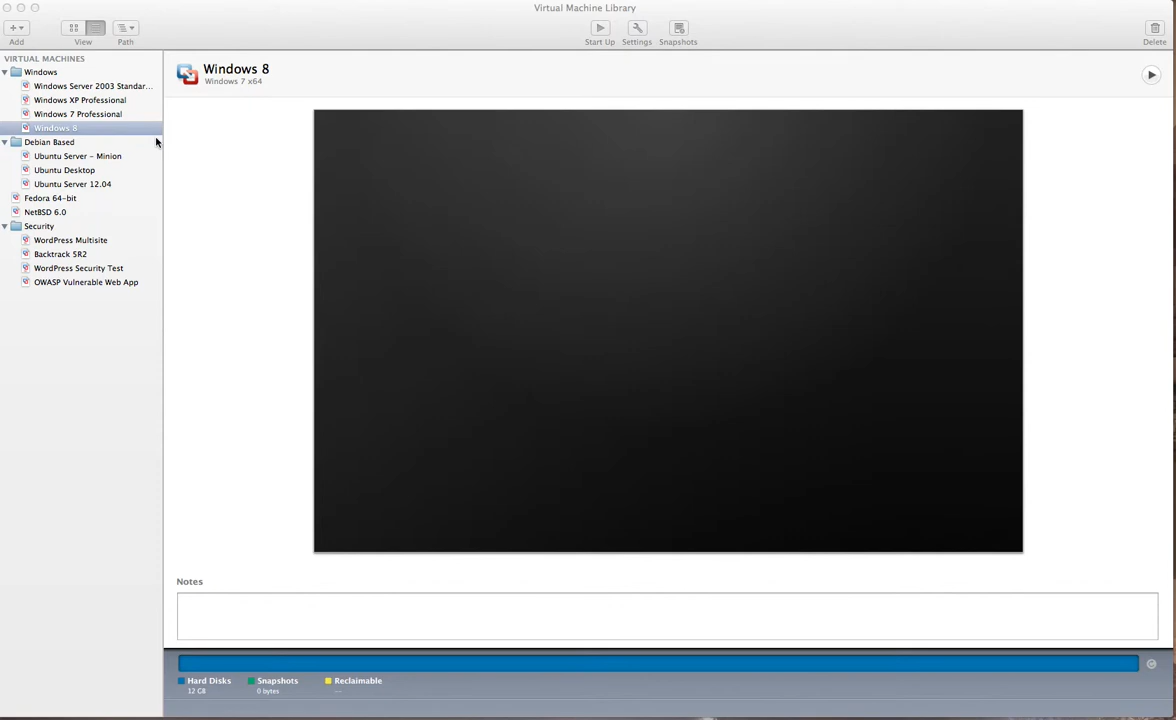 Virtual Machine Library
Add
View
Path
Start Up
Settings
Snapshots
Delete
VIRTUAL MACHINES
Windows
Windows Server 2003 Standar...
Windows XP Professional
Windows 7 Professional
Windows 8
Debian Based
Ubuntu Server – Minion
Ubuntu Desktop
Ubuntu Server 12.04
Fedora 64-bit
NetBSD 6.0
Security
WordPress Multisite
Backtrack 5R2
WordPress Security Test
OWASP Vulnerable Web App
Windows 8
Windows 7 x64
Notes
Hard Disks
12 GB
Snapshots
0 bytes
Reclaimable
---